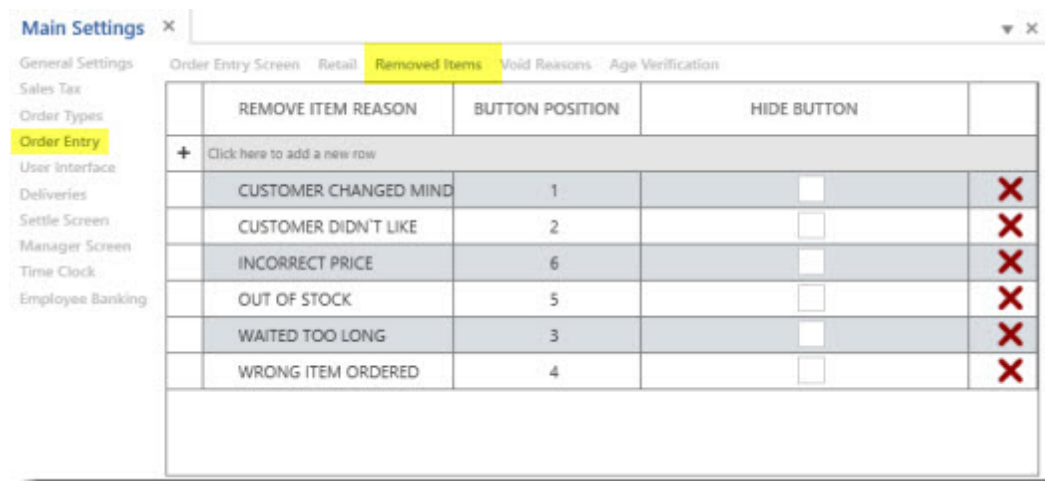 Main Settings ×
General Settings
Sales Tax
Order Types
Order Entry
User Interface
Deliveries
Settle Screen
Manager Screen
Time Clock
Employee Banking
Order Entry Screen Retail Removed Items Void Reasons Age Verification
REMOVE ITEM REASON BUTTON POSITION HIDE BUTTON
+ Click here to add a new row
CUSTOMER CHANGED MIND 1
CUSTOMER DIDN`T LIKE 2
INCORRECT PRICE 6
OUT OF STOCK 5
WAITED TOO LONG 3
WRONG ITEM ORDERED 4